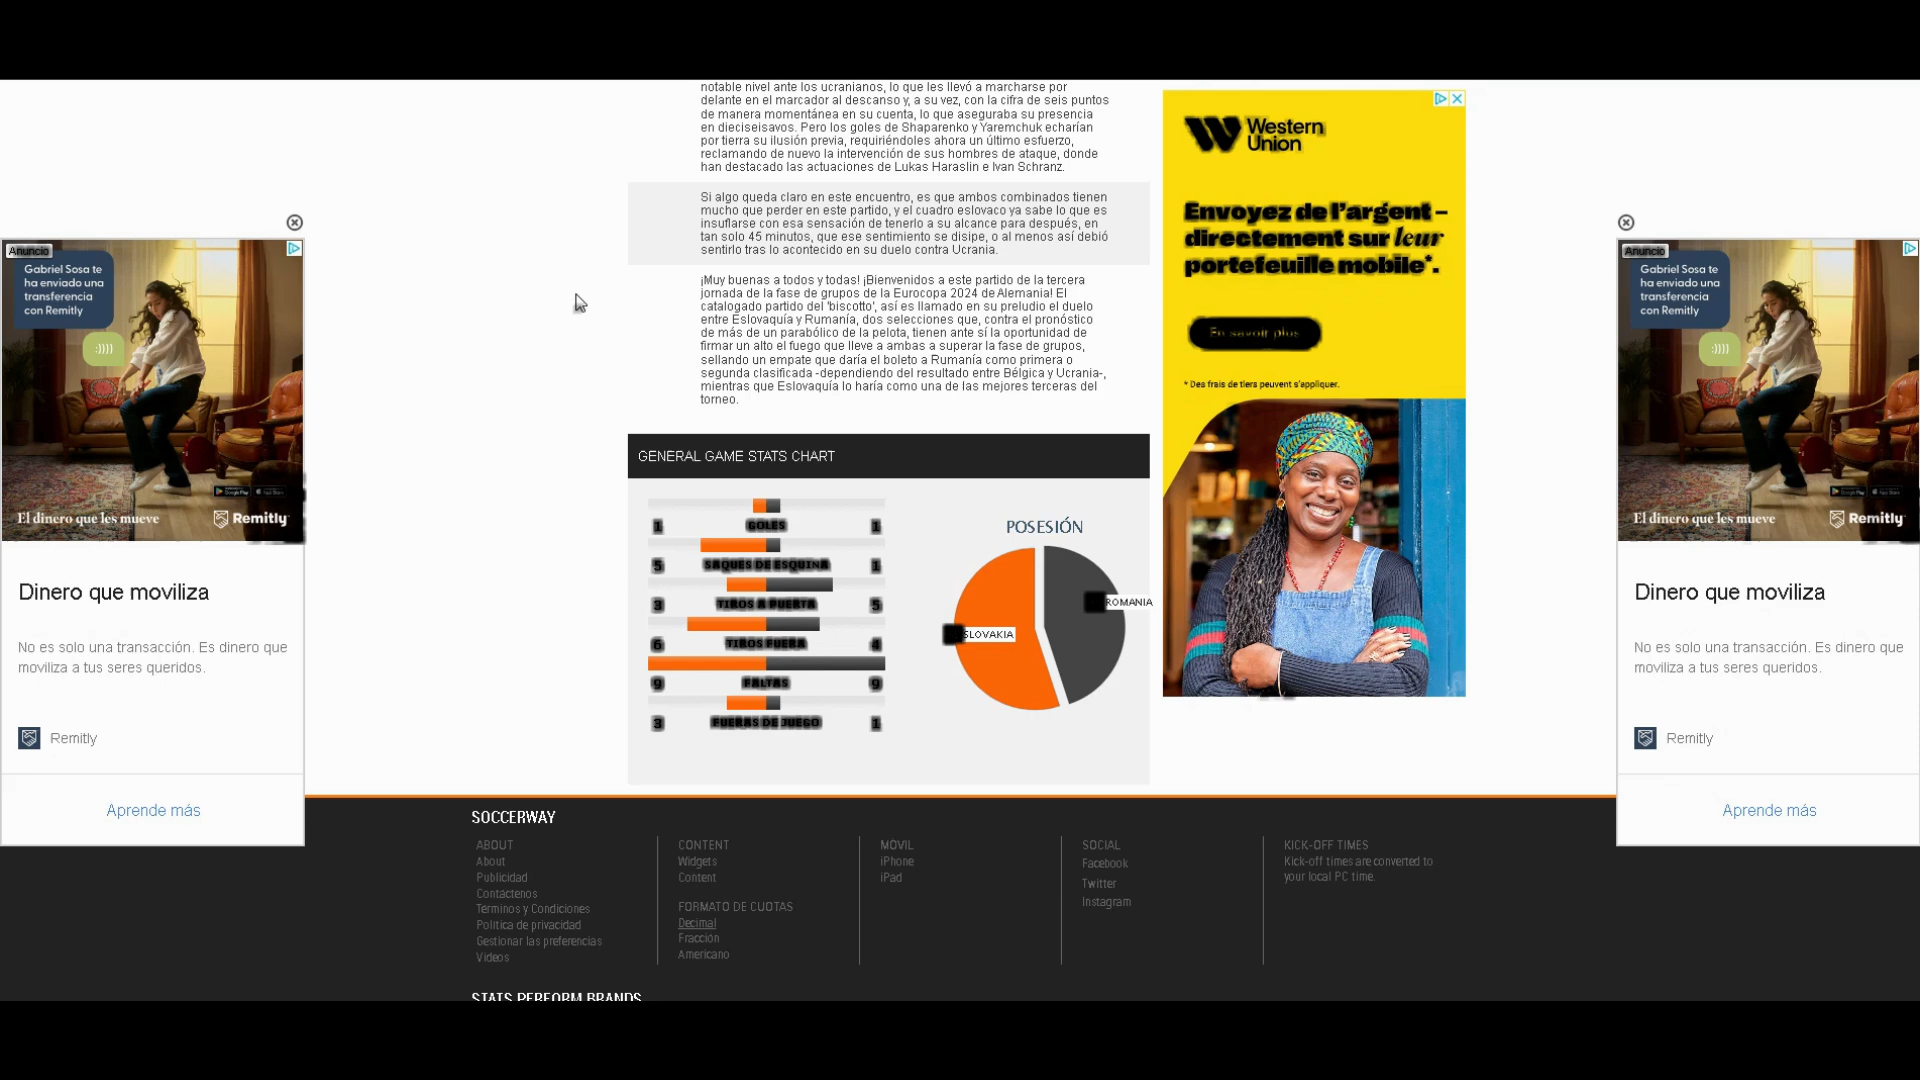 notable nivel ante los ucranianos, lo que les llevó a marcharse por
delante en el marcador al descanso y, a su vez, con la cifra de seis puntos
de manera momentánea en su cuenta, lo que aseguraba su presencia
en dieciseisavos. Pero los goles de Shaparenko y Yaremchuk echarían
por tierra su ilusión previa, requiriéndoles ahora un último esfuerzo,
reclamando de nuevo la intervención de sus hombres de ataque, donde
han destacado las actuaciones de Lukas Haraslin e Ivan Schranz.
Si algo queda claro en este encuentro, es que ambos combinados tienen
mucho que perder en este partido, y el cuadro eslovaco ya sabe lo que es
insuflarse con esa sensación de tenerlo a su alcance para después, en
tan solo 45 minutos, que ese sentimiento se disipe, o al menos así debió
sentirlo tras lo acontecido en su duelo contra Ucrania.
¡Muy buenas a todos y todas! ¡Bienvenidos a este partido de la tercera
jornada de la fase de grupos de la Eurocopa 2024 de Alemania! El
catalogado partido del 'biscotto', así es llamado en su preludio el duelo
entre Eslovaquía y Rumanía, dos selecciones que, contra el pronóstico
de más de un parabólico de la pelota, tienen ante sí la oportunidad de
firmar un alto el fuego que lleve a ambas a superar la fase de grupos,
sellando un empate que daría el boleto a Rumanía como primera o
segunda clasificada -dependiendo del resultado entre Bélgica y Ucrania-,
mientras que Eslovaquía lo haría como una de las mejores terceras del
torneo.
GENERAL GAME STATS CHART
1 GOLES 1
5 SAQUES DE ESQUINA 1
3 TIROS A PUERTA 5
6 TIROS FUERA 4
9 FALTAS 9
3 FUERAS DE JUEGO 1
POSESIÓN
ROMANIA
SLOVAKIA
Western
Union
Envoyez de l'argent –
directement sur leur
portefeuille mobile*.
En savoir plus
* Des frais de tiers peuvent s'appliquer.
Anuncio
Gabriel Sosa te
ha enviado una
transferencia
con Remitly
:))))
Google Play
App Store
El dinero que les mueve
Remitly
Dinero que moviliza
No es solo una transacción. Es dinero que
moviliza a tus seres queridos.
Remitly
Aprende más
Anuncio
Gabriel Sosa te
ha enviado una
transferencia
con Remitly
:))))
Google Play
App Store
El dinero que les mueve
Remitly
Dinero que moviliza
No es solo una transacción. Es dinero que
moviliza a tus seres queridos.
Remitly
Aprende más
SOCCERWAY
ABOUT
About
Publicidad
Contáctenos
Términos y Condiciones
Política de privacidad
Gestionar las preferencias
Videos
CONTENT
Widgets
Content
FORMATO DE CUOTAS
Decimal
Fracción
Americano
MÓVIL
iPhone
iPad
SOCIAL
Facebook
Twitter
Instagram
KICK-OFF TIMES
Kick-off times are converted to
your local PC time.
STATS PERFORM BRANDS